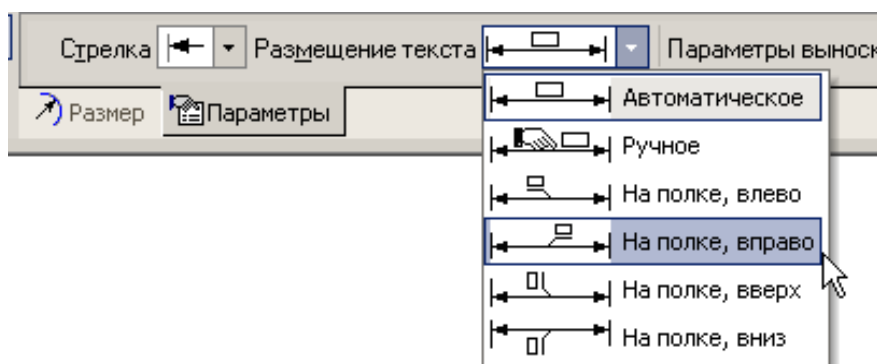 Стрелка Размещение текста Параметры выноск
Размер Параметры
Автоматическое
Ручное
На полке, влево
На полке, вправо
На полке, вверх
На полке, вниз